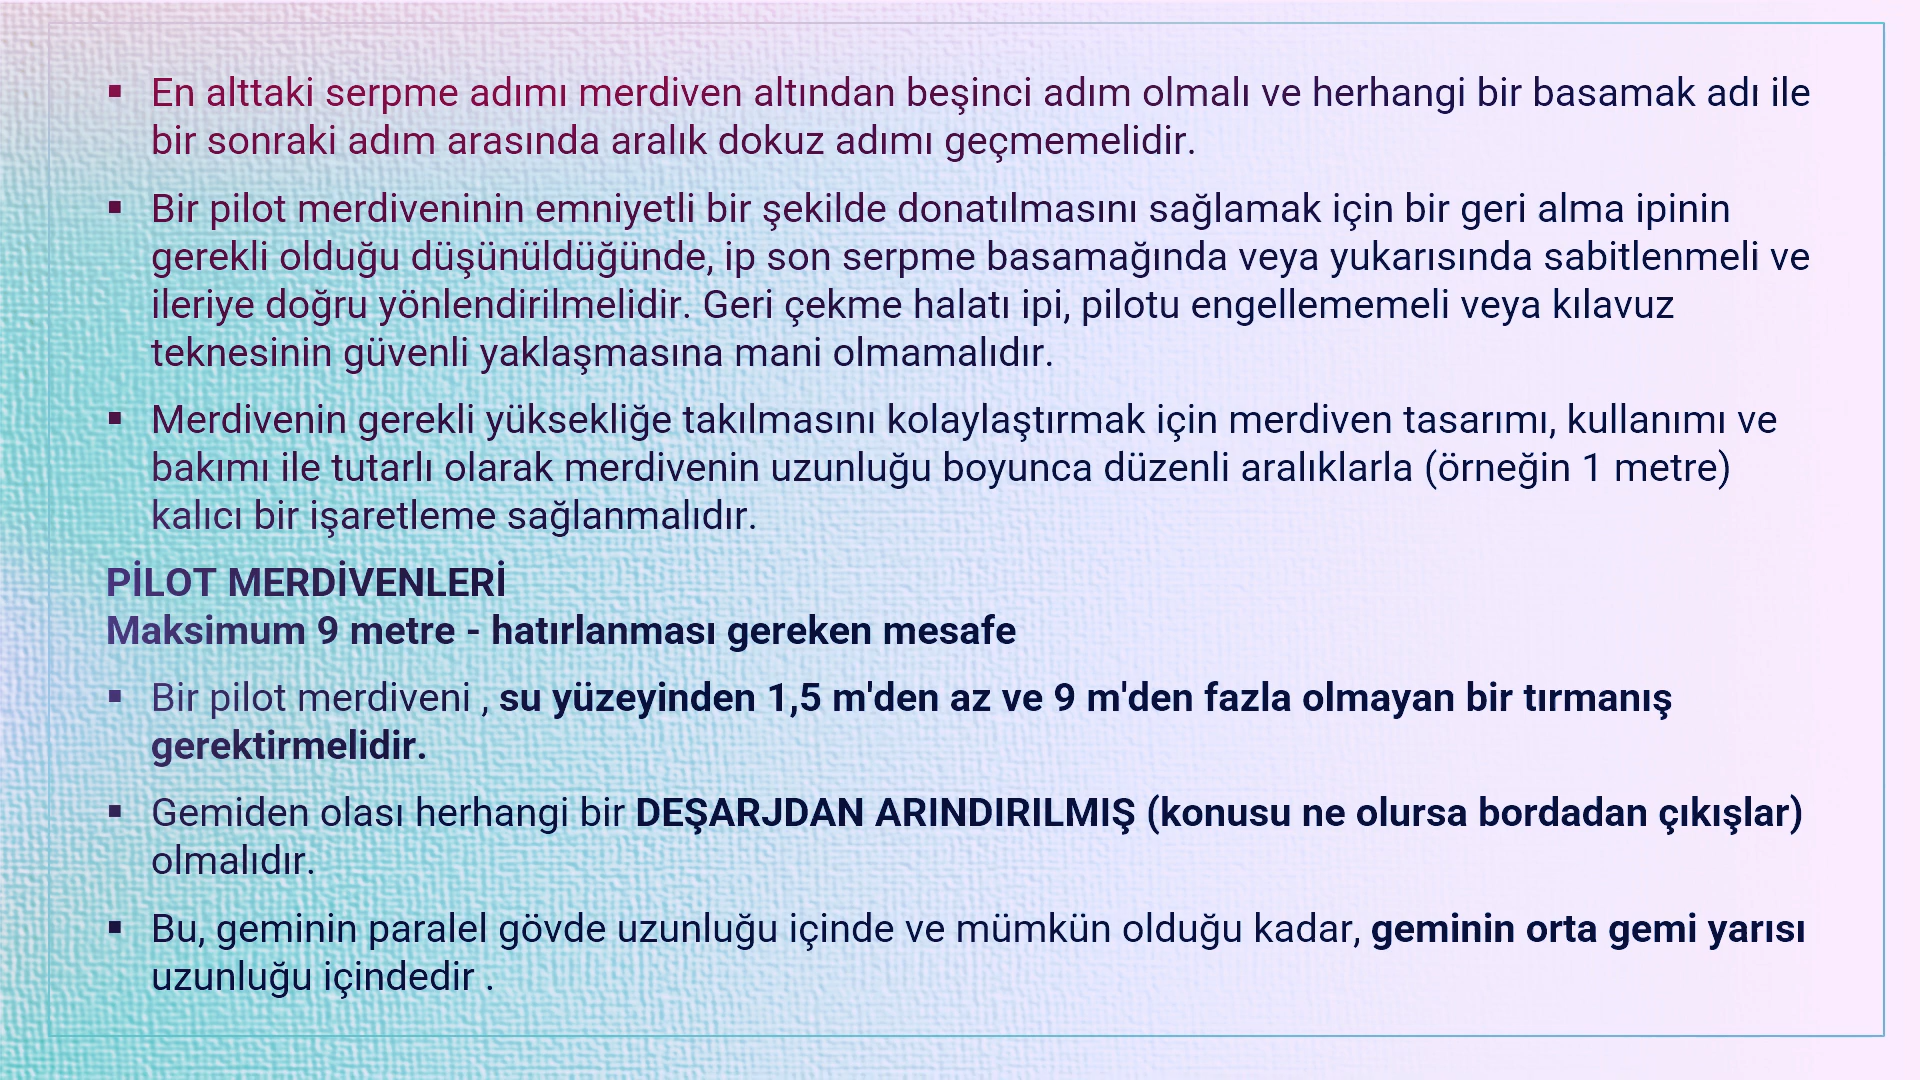 ▪ En alttaki serpme adımı merdiven altından beşinci adım olmalı ve herhangi bir basamak adı ile
bir sonraki adım arasında aralık dokuz adımı geçmemelidir.
▪ Bir pilot merdiveninin emniyetli bir şekilde donatılmasını sağlamak için bir geri alma ipinin
gerekli olduğu düşünüldüğünde, ip son serpme basamağında veya yukarısında sabitlenmeli ve
ileriye doğru yönlendirilmelidir. Geri çekme halatı ipi, pilotu engellememeli veya kılavuz
teknesinin güvenli yaklaşmasına mani olmamalıdır.
▪ Merdivenin gerekli yüksekliğe takılmasını kolaylaştırmak için merdiven tasarımı, kullanımı ve
bakımı ile tutarlı olarak merdivenin uzunluğu boyunca düzenli aralıklarla (örneğin 1 metre)
kalıcı bir işaretleme sağlanmalıdır.
PİLOT MERDİVENLERİ
Maksimum 9 metre - hatırlanması gereken mesafe
▪ Bir pilot merdiveni , su yüzeyinden 1,5 m'den az ve 9 m'den fazla olmayan bir tırmanış
gerektirmelidir.
▪ Gemiden olası herhangi bir DEŞARJDAN ARINDIRILMIŞ (konusu ne olursa bordadan çıkışlar)
olmalıdır.
▪ Bu, geminin paralel gövde uzunluğu içinde ve mümkün olduğu kadar, geminin orta gemi yarısı
uzunluğu içindedir .